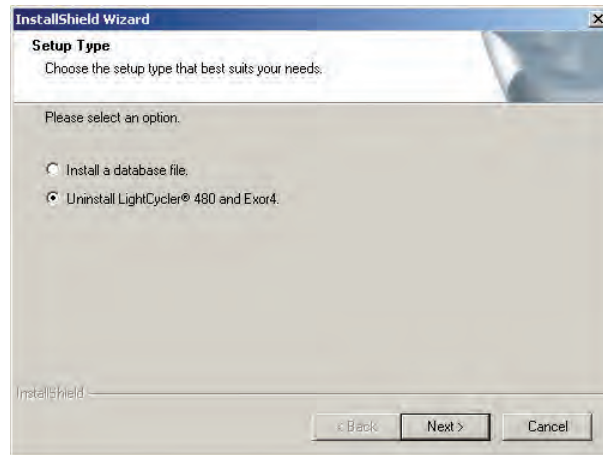 InstallShield Wizard
Setup Type
Choose the setup type that best suits your needs.
Please select an option.
Install a database file.
Uninstall LightCycler® 480 and Exor4.
InstallShield
< Back
Next >
Cancel